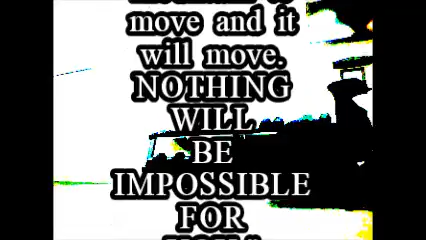 move and it
will move.
NOTHING
WILL
BE
IMPOSSIBLE
FOR